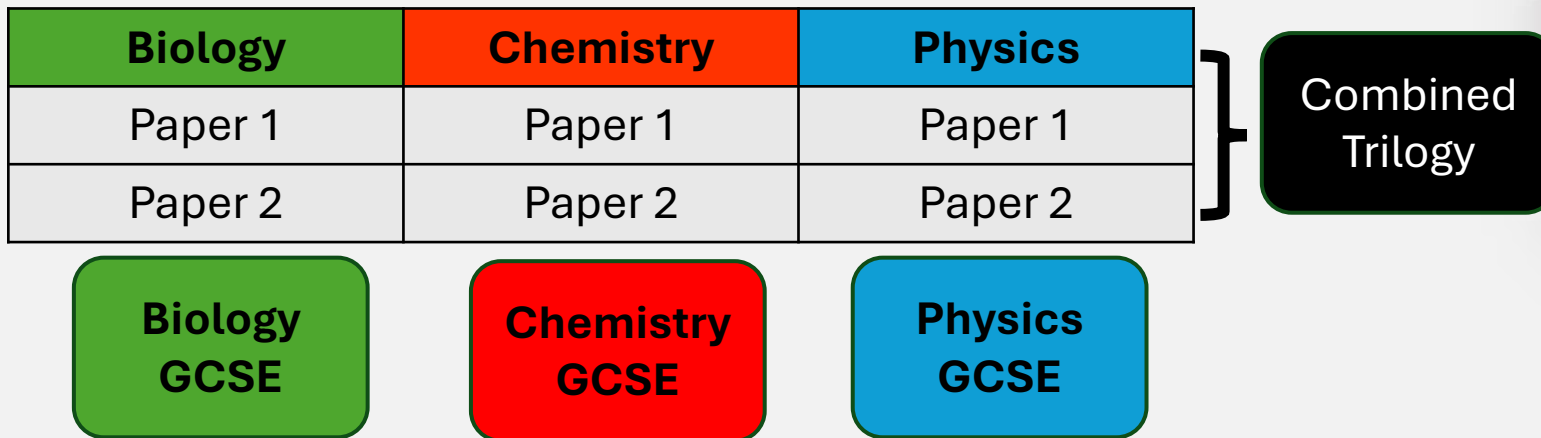 Biology Chemistry Physics
Paper 1 Paper 1 Paper 1
Paper 2 Paper 2 Paper 2
Combined
Trilogy
Biology
GCSE
Chemistry
GCSE
Physics
GCSE